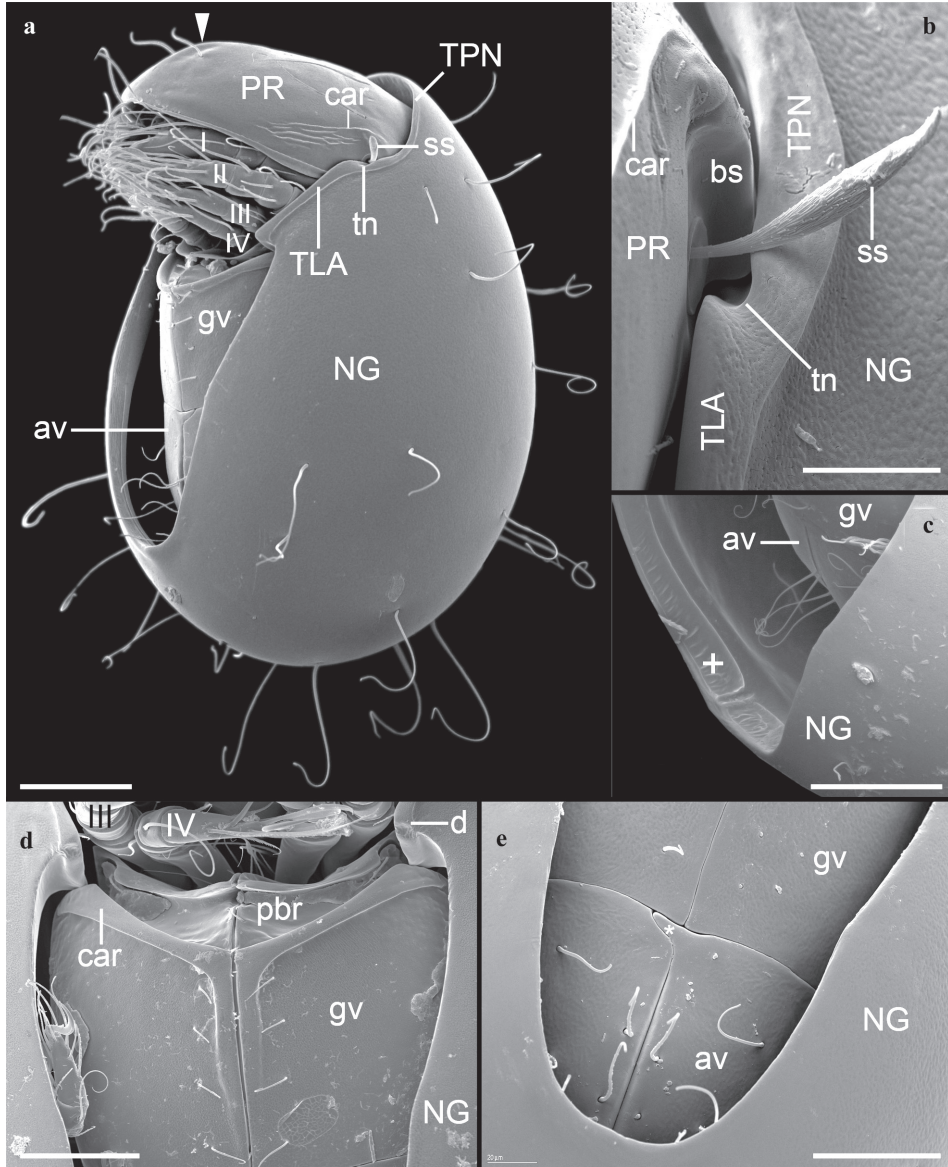 a
TPN
PR
car
I
ss
II
III
tn
IV
TLA
gv
NG
av
b
TPN
car
bs
PR
ss
tn
NG
TLA
gv
c
av
+
NG
III
IV
d
d
pbr
car
gv
NG
e
gv
*
NG
av
20 µm